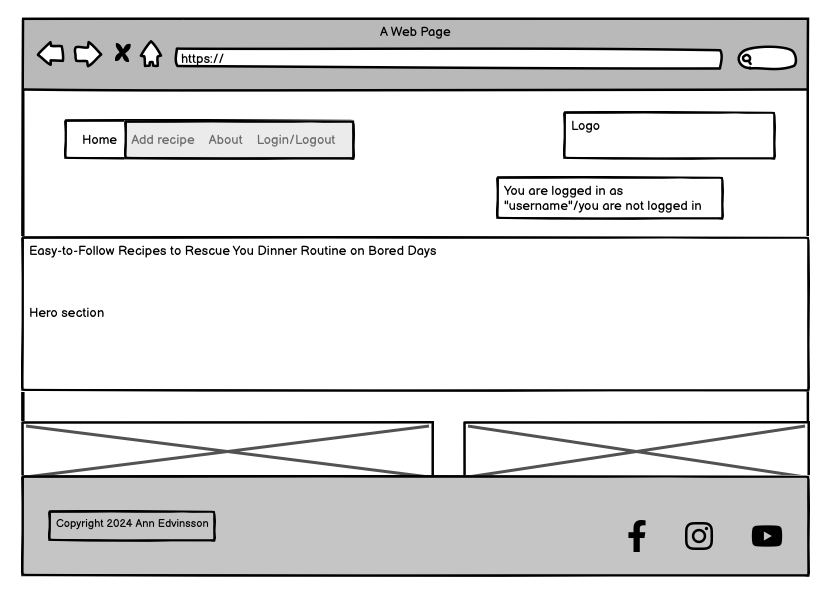 A Web Page
https://
Home Add recipe About Login/Logout
Logo
You are logged in as
"username"/you are not logged in
Easy-to-Follow Recipes to Rescue You Dinner Routine on Bored Days
Hero section
Copyright 2024 Ann Edvinsson